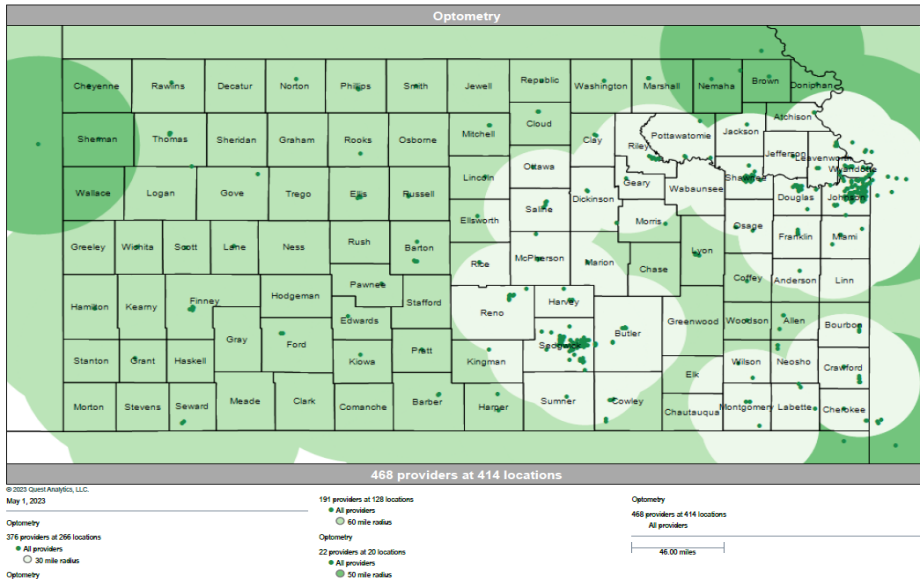 Optometry
Cheyenne Rawlins Decatur Norton Phillips Smith Jewell Republic Washington Marshall Nemaha Brown Doniphan
Cloud
Atchison
Sherman Thomas Sheridan Graham Rooks Osborne Mitchell Clay Riley Pottawatomie Jackson
Jefferson Leavenworth
Ottawa
Wyandotte
Wallace Logan Gove Trego Ellis Russell Lincoln Dickinson Geary Wabaunsee Shawnee
Saline
Douglas Johnson
Ellsworth
Morris
Osage
Franklin Miami
Greeley Wichita Scott Lane Ness Rush Barton
Rice McPherson Marion Chase Lyon
Coffey Anderson Linn
Hamilton Kearny Finney Hodgeman Pawnee Stafford
Reno Harvey
Edwards
Butler Greenwood Woodson Allen Bourbon
Gray Ford
Stanton Grant Haskell Kiowa Pratt Kingman Sedgwick
Elk Wilson Neosho Crawford
Morton Stevens Seward Meade Clark Comanche Barber Harper Sumner Cowley Chautauqua Montgomery Labette Cherokee
468 providers at 414 locations
© 2023 Quest Analytics, LLC.
May 1, 2023
Optometry
376 providers at 266 locations
All providers
30 mile radius
Optometry
191 providers at 128 locations
All providers
60 mile radius
Optometry
22 providers at 20 locations
All providers
50 mile radius
Optometry
468 providers at 414 locations
All providers
46.00 miles